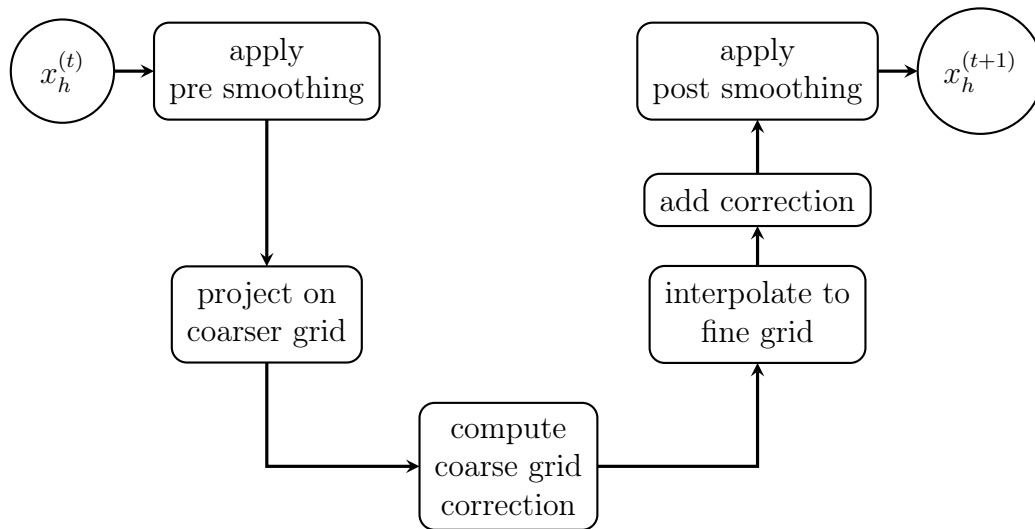 x_h^{(t)}
apply
pre smoothing
project on
coarser grid
compute
coarse grid
correction
interpolate to
fine grid
add correction
apply
post smoothing
x_h^{(t+1)}